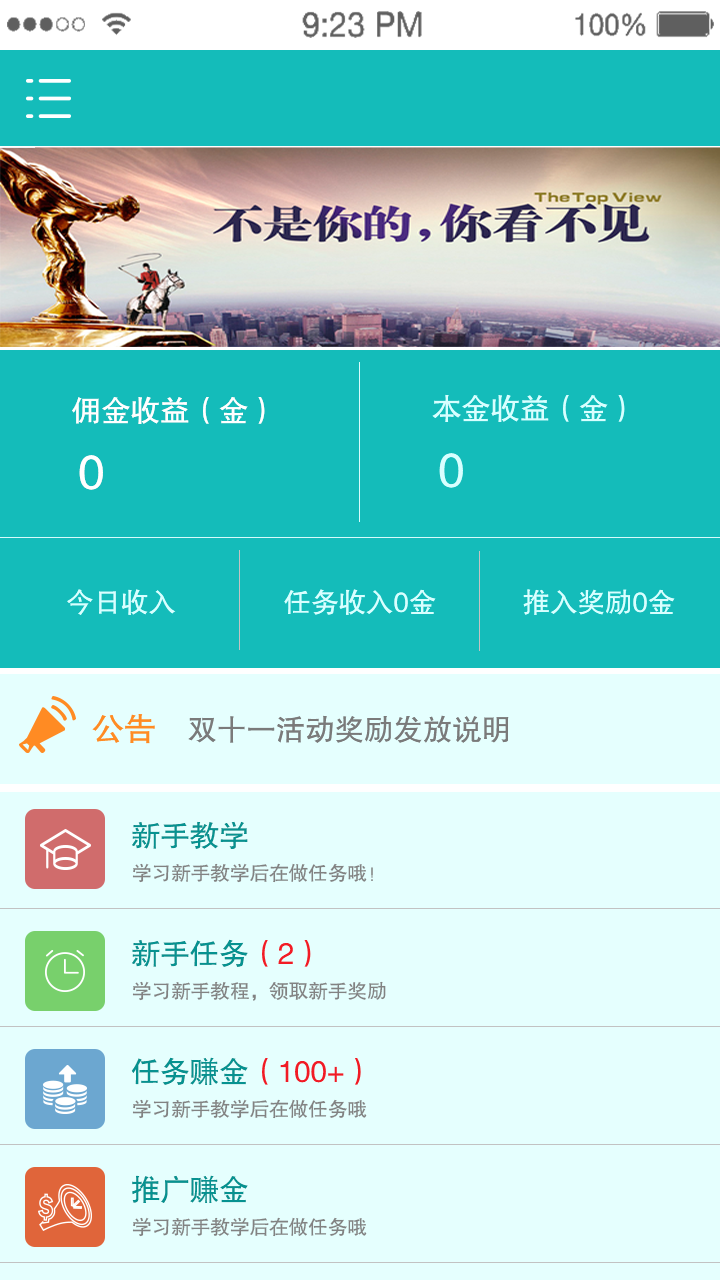 9:23 PM
100%
The Top View
不是你的，你看不见
佣金收益（金）
本金收益（金）
0
0
今日收入
任务收入0金
推入奖励0金
公告
双十一活动奖励发放说明
新手教学
学习新手教学后在做任务哦！
新手任务（2）
学习新手教程，领取新手奖励
任务赚金（100+）
学习新手教学后在做任务哦
推广赚金
学习新手教学后在做任务哦